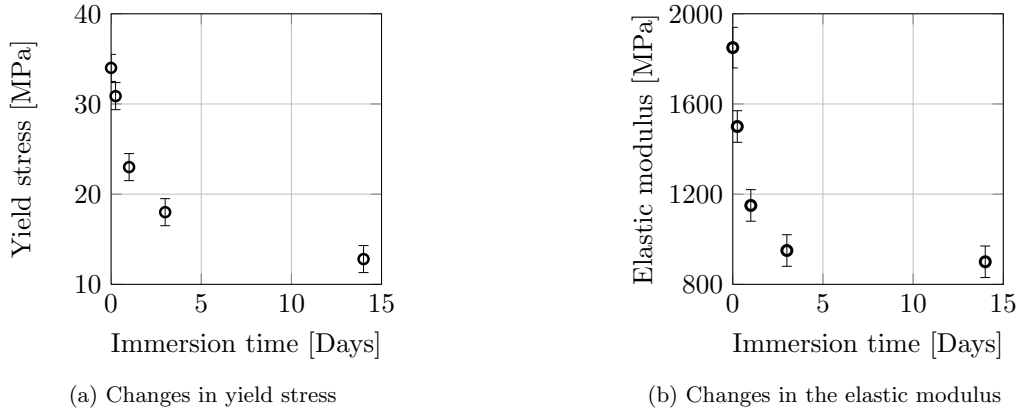 Yield stress [MPa]
40
30
20
10
0
5
10
15
Immersion time [Days]
(a) Changes in yield stress
Elastic modulus [MPa]
2000
1600
1200
800
0
5
10
15
Immersion time [Days]
(b) Changes in the elastic modulus